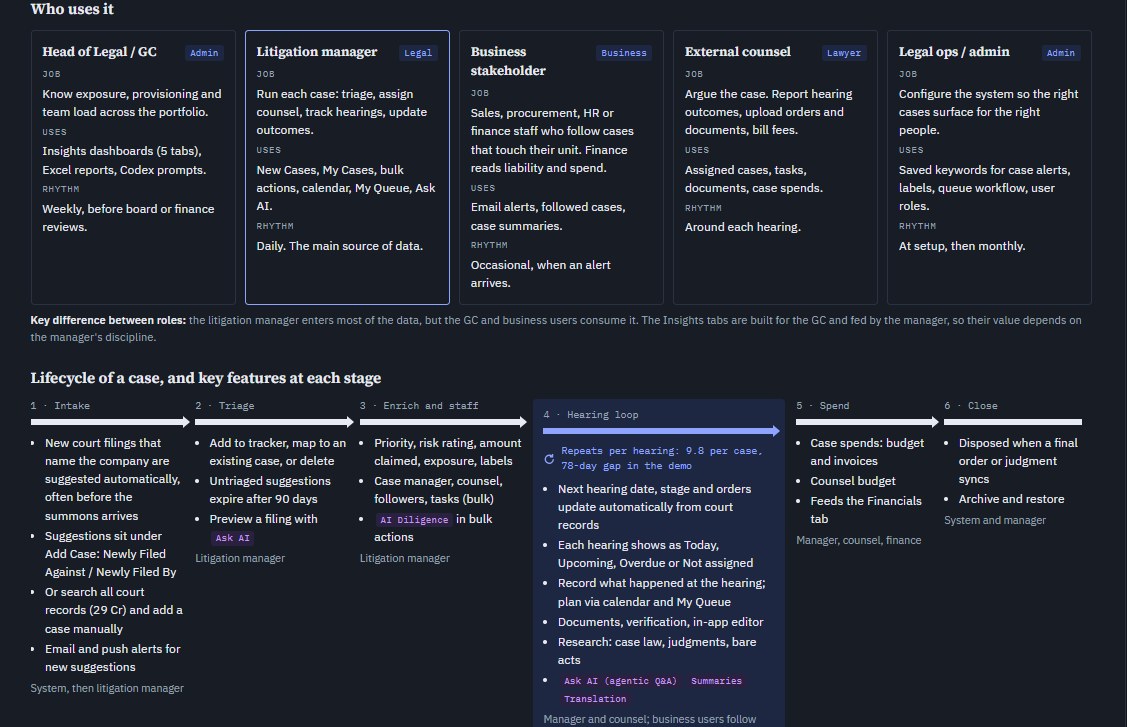 Who uses it
Head of Legal / GC
Admin
JOB
Know exposure, provisioning and
team load across the portfolio.
USES
Insights dashboards (5 tabs),
Excel reports, Codex prompts.
RHYTHM
Weekly, before board or finance
reviews.
Litigation manager
Legal
JOB
Run each case: triage, assign
counsel, track hearings, update
outcomes.
USES
New Cases, My Cases, bulk
actions, calendar, My Queue, Ask
AI.
RHYTHM
Daily. The main source of data.
Business
stakeholder
Business
JOB
Sales, procurement, HR or
finance staff who follow cases
that touch their unit. Finance
reads liability and spend.
USES
Email alerts, followed cases,
case summaries.
RHYTHM
Occasional, when an alert
arrives.
External counsel
Lawyer
JOB
Argue the case. Report hearing
outcomes, upload orders and
documents, bill fees.
USES
Assigned cases, tasks,
documents, case spends.
RHYTHM
Around each hearing.
Legal ops / admin
Admin
JOB
Configure the system so the right
cases surface for the right
people.
USES
Saved keywords for case alerts,
labels, queue workflow, user
roles.
RHYTHM
At setup, then monthly.
Key difference between roles: the litigation manager enters most of the data, but the GC and business users consume it. The Insights tabs are built for the GC and fed by the manager, so their value depends on
the manager's discipline.
Lifecycle of a case, and key features at each stage
1 · Intake
• New court filings that
name the company are
suggested automatically,
often before the
summons arrives
• Suggestions sit under
Add Case: Newly Filed
Against / Newly Filed By
• Or search all court
records (29 Cr) and add a
case manually
• Email and push alerts for
new suggestions
System, then litigation manager
2 · Triage
• Add to tracker, map to an
existing case, or delete
• Untriaged suggestions
expire after 90 days
• Preview a filing with
Ask AI
Litigation manager
3 · Enrich and staff
• Priority, risk rating, amount
claimed, exposure, labels
• Case manager, counsel,
followers, tasks (bulk)
• AI Diligence in bulk
actions
Litigation manager
4 · Hearing loop
Repeats per hearing: 9.8 per case,
78-day gap in the demo
• Next hearing date, stage and orders
update automatically from court
records
• Each hearing shows as Today,
Upcoming, Overdue or Not assigned
• Record what happened at the hearing;
plan via calendar and My Queue
• Documents, verification, in-app editor
• Research: case law, judgments, bare
acts
• Ask AI (agentic Q&A) Summaries
Translation
Manager and counsel; business users follow
5 · Spend
• Case spends: budget
and invoices
• Counsel budget
• Feeds the Financials
tab
Manager, counsel, finance
6 · Close
• Disposed when a final
order or judgment
syncs
• Archive and restore
System and manager